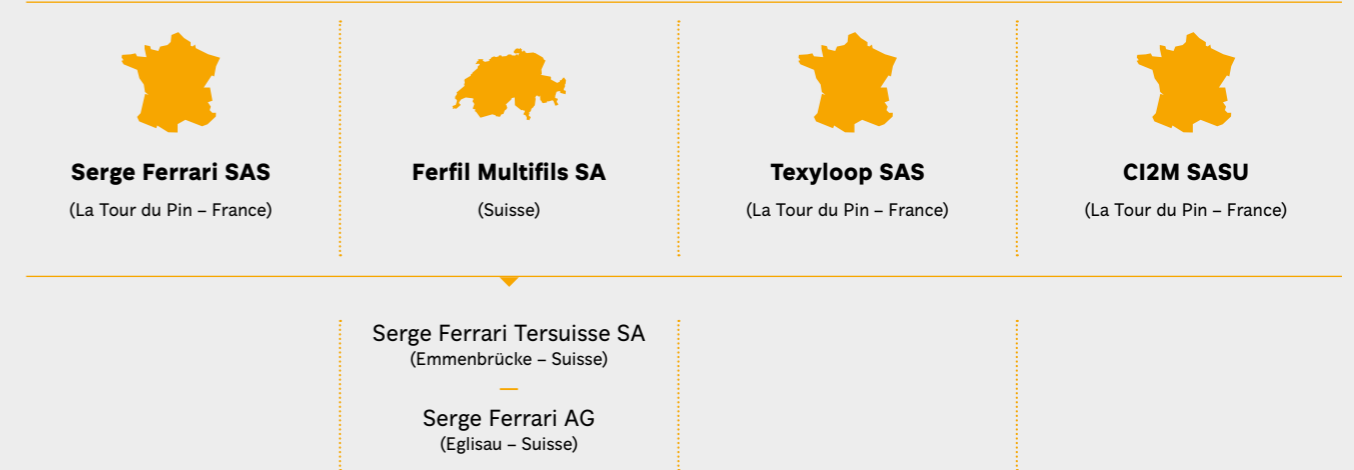 Serge Ferrari SAS
(La Tour du Pin – France)
Ferfil Multifils SA
(Suisse)
Texyloop SAS
(La Tour du Pin – France)
CI2M SASU
(La Tour du Pin – France)
Serge Ferrari Tersuisse SA
(Emmenbrücke – Suisse)
Serge Ferrari AG
(Eglisau – Suisse)